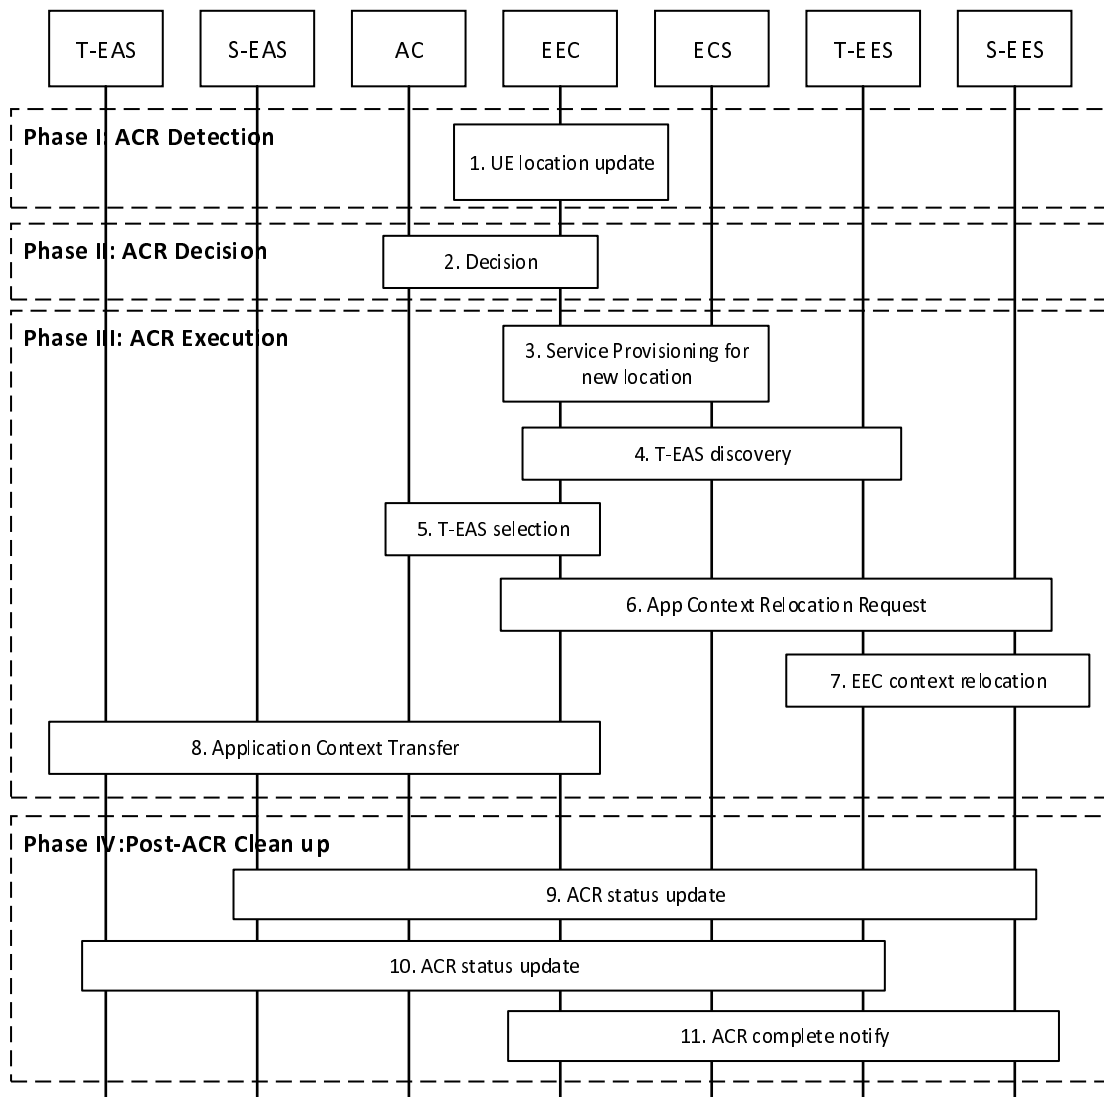 T-EAS
S-EAS
AC
EEC
ECS
T-EES
S-EES
Phase I: ACR Detection
1. UE location update
Phase II: ACR Decision
2. Decision
Phase III: ACR Execution
3. Service Provisioning for
new location
4. T-EAS discovery
5. T-EAS selection
6. App Context Relocation Request
7. EEC context relocation
8. Application Context Transfer
Phase IV:Post-ACR Clean up
9. ACR status update
10. ACR status update
11. ACR complete notify